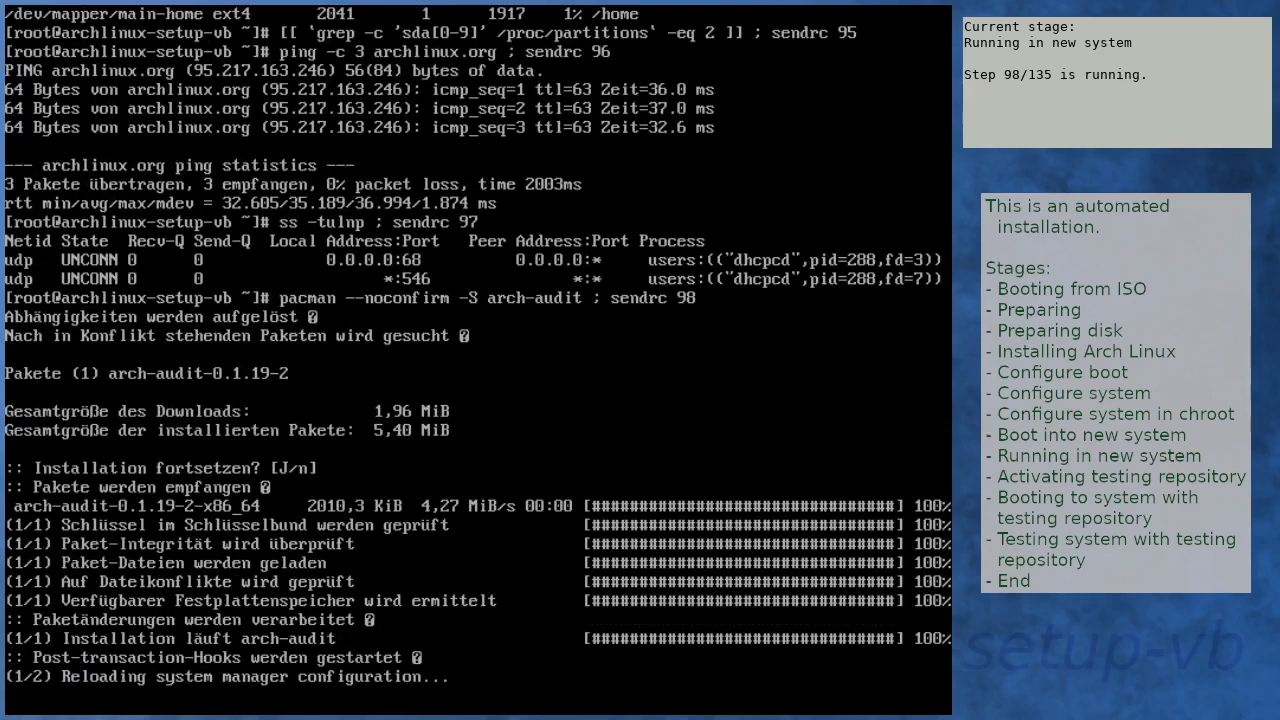 /dev/mapper/main-home ext4       2041       1      1917    1% /home
[root@archlinux-setup-vb ~]# [[ `grep -c 'sda[0-9]' /proc/partitions` -eq 2 ]] ; sendrc 95
[root@archlinux-setup-vb ~]# ping -c 3 archlinux.org ; sendrc 96
PING archlinux.org (95.217.163.246) 56(84) bytes of data.
64 Bytes von archlinux.org (95.217.163.246): icmp_seq=1 ttl=63 Zeit=36.0 ms
64 Bytes von archlinux.org (95.217.163.246): icmp_seq=2 ttl=63 Zeit=37.0 ms
64 Bytes von archlinux.org (95.217.163.246): icmp_seq=3 ttl=63 Zeit=32.6 ms
--- archlinux.org ping statistics ---
3 Pakete übertragen, 3 empfangen, 0% packet loss, time 2003ms
rtt min/avg/max/mdev = 32.605/35.189/36.994/1.874 ms
[root@archlinux-setup-vb ~]# ss -tulnp ; sendrc 97
Netid State  Recv-Q Send-Q  Local Address:Port   Peer Address:Port Process
udp   UNCONN 0      0             0.0.0.0:68          0.0.0.0:*     users:(("dhcpcd",pid=288,fd=3))
udp   UNCONN 0      0                   *:546               *:*     users:(("dhcpcd",pid=288,fd=7))
[root@archlinux-setup-vb ~]# pacman --noconfirm -S arch-audit ; sendrc 98
Abhängigkeiten werden aufgelöst �
Nach in Konflikt stehenden Paketen wird gesucht �
Pakete (1) arch-audit-0.1.19-2
Gesamtgröße des Downloads:             1,96 MiB
Gesamtgröße der installierten Pakete:  5,40 MiB
:: Installation fortsetzen? [J/n]
:: Pakete werden empfangen �
 arch-audit-0.1.19-2-x86_64     2010,3 KiB  4,27 MiB/s 00:00 [################################] 100%
(1/1) Schlüssel im Schlüsselbund werden geprüft              [################################] 100%
(1/1) Paket-Integrität wird überprüft                        [################################] 100%
(1/1) Paket-Dateien werden geladen                           [################################] 100%
(1/1) Auf Dateikonflikte wird geprüft                        [################################] 100%
(1/1) Verfügbarer Festplattenspeicher wird ermittelt         [################################] 100%
:: Paketänderungen werden verarbeitet �
(1/1) Installation läuft arch-audit                          [################################] 100%
:: Post-transaction-Hooks werden gestartet �
(1/2) Reloading system manager configuration...
Current stage:
Running in new system
Step 98/135 is running.
This is an automated
installation.
Stages:
- Booting from ISO
- Preparing
- Preparing disk
- Installing Arch Linux
- Configure boot
- Configure system
- Configure system in chroot
- Boot into new system
- Running in new system
- Activating testing repository
- Booting to system with
testing repository
- Testing system with testing
repository
- End
setup-vb